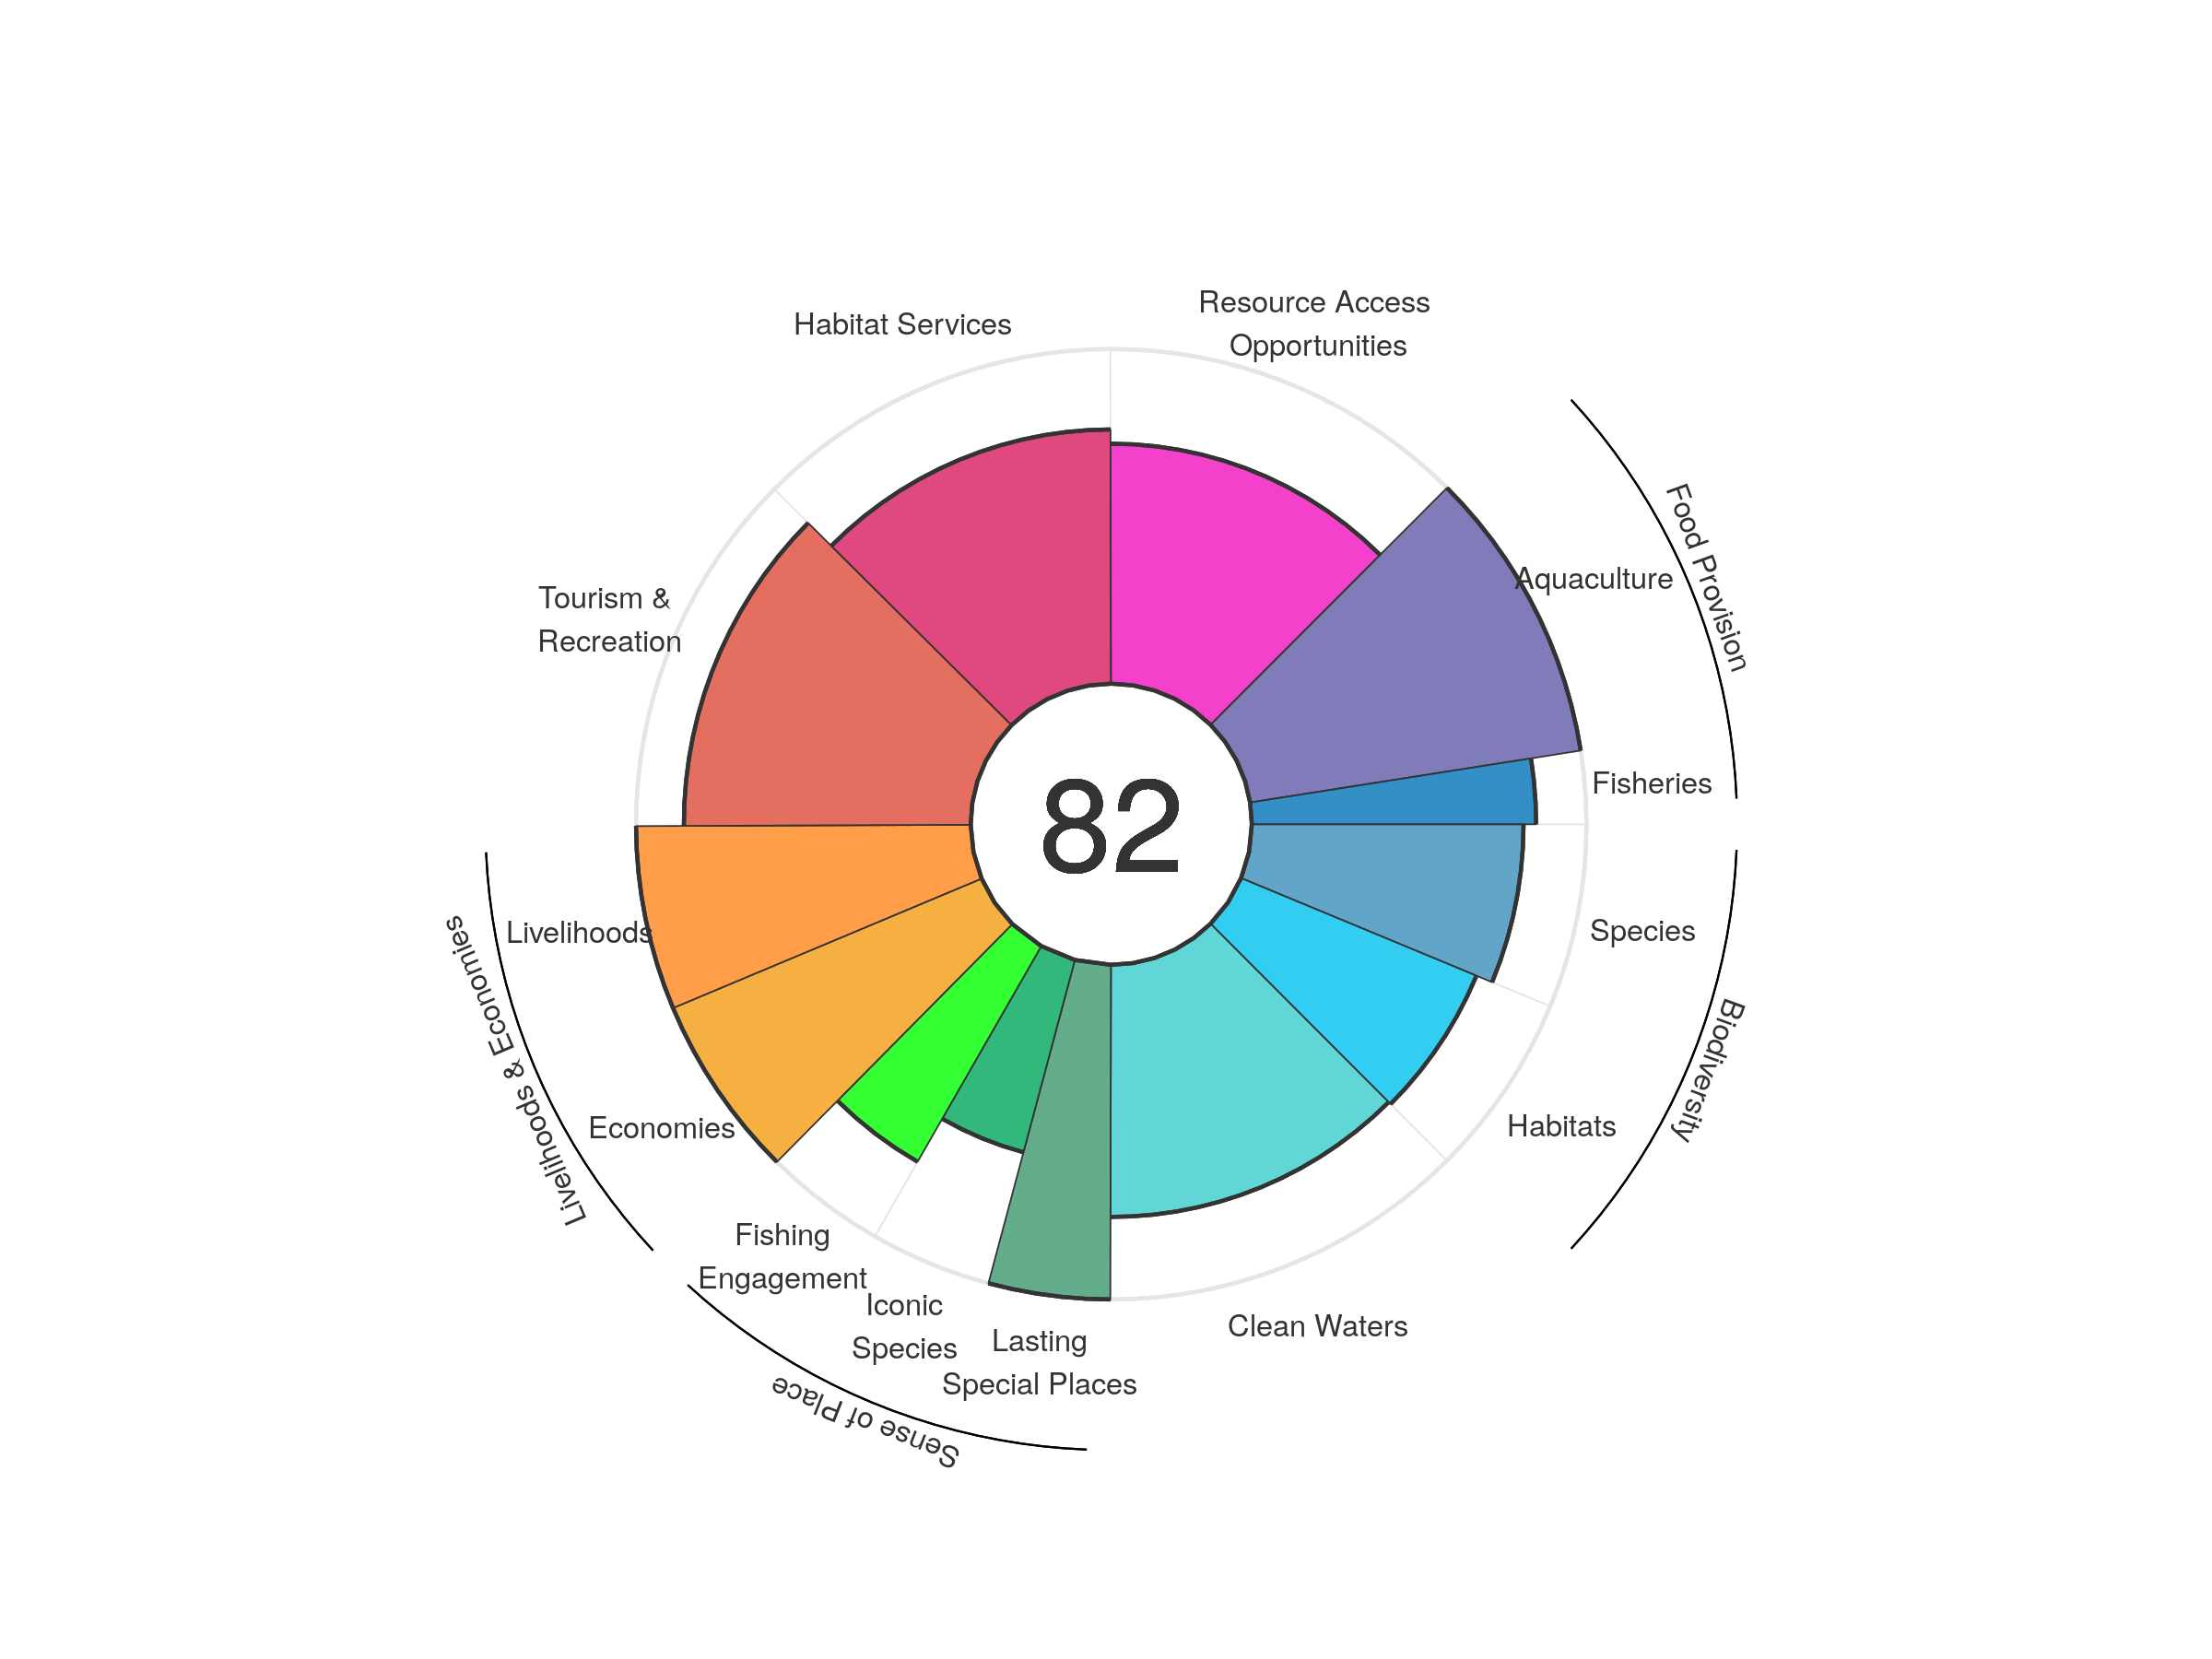 Resource Access
Opportunities
Habitat Services
Food Provision
Aquaculture
Tourism &
Recreation
Fisheries
82
Livelihoods
Species
Livelihoods & Economies
Biodiversity
Economies
Habitats
Fishing
Engagement
Iconic
Species
Lasting
Special Places
Clean Waters
Sense of Place